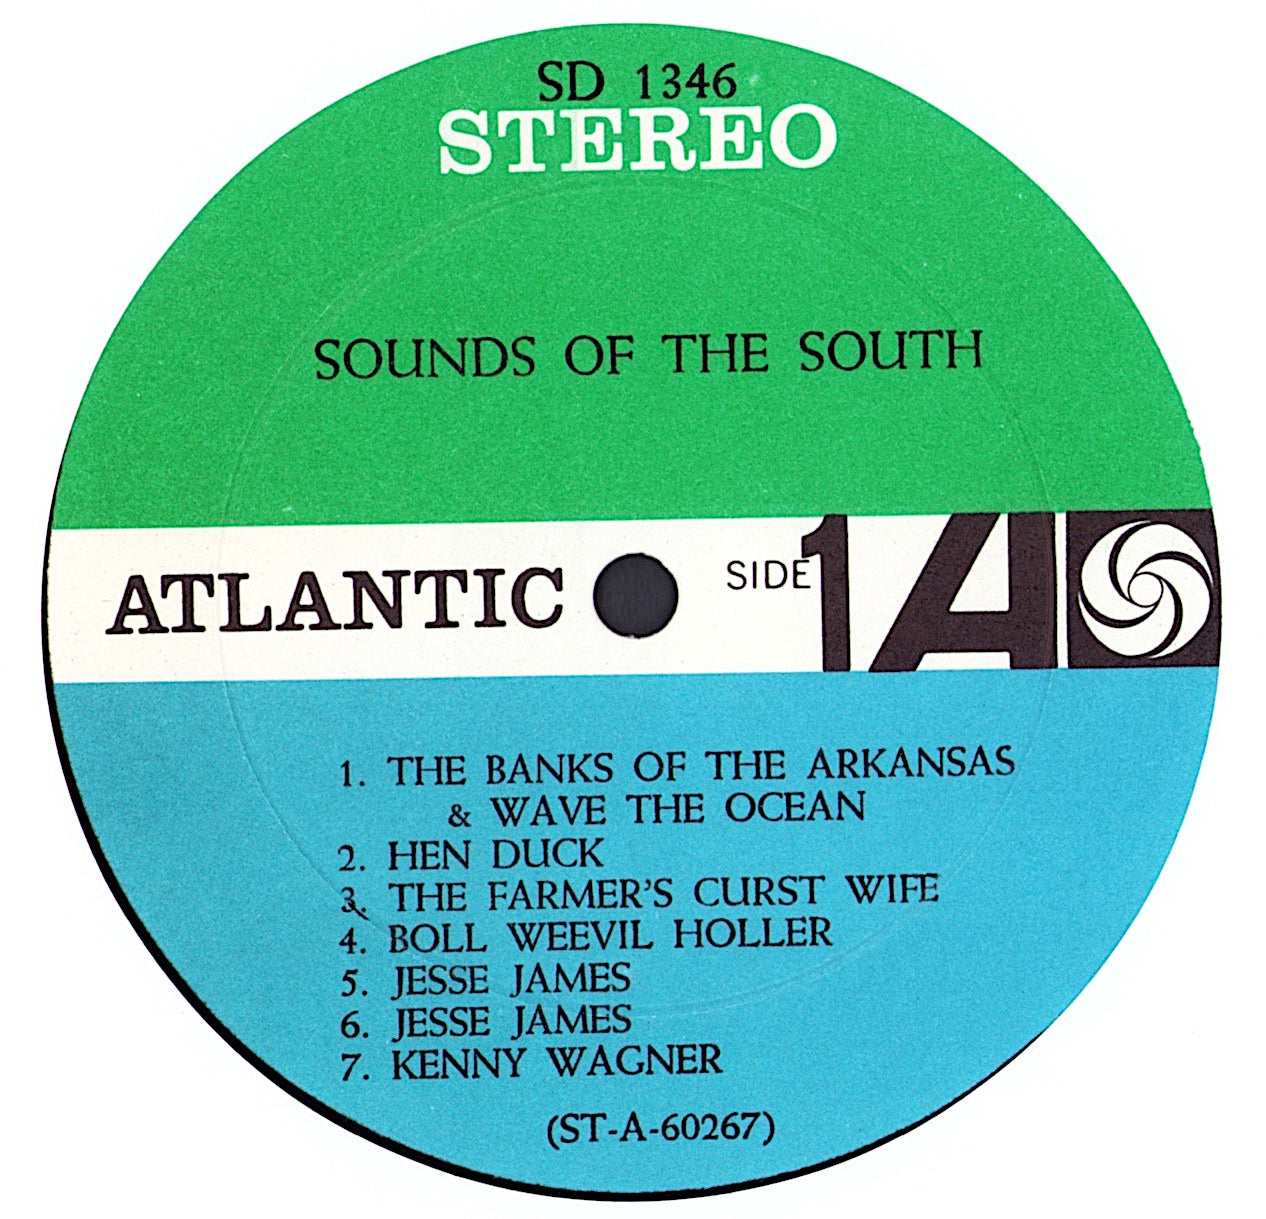 SD 1346
STEREO
SOUNDS OF THE SOUTH
ATLANTIC SIDE 1 A
1. THE BANKS OF THE ARKANSAS
& WAVE THE OCEAN
2. HEN DUCK
3. THE FARMER'S CURST WIFE
4. BOLL WEEVIL HOLLER
5. JESSE JAMES
6. JESSE JAMES
7. KENNY WAGNER
(ST-A-60267)